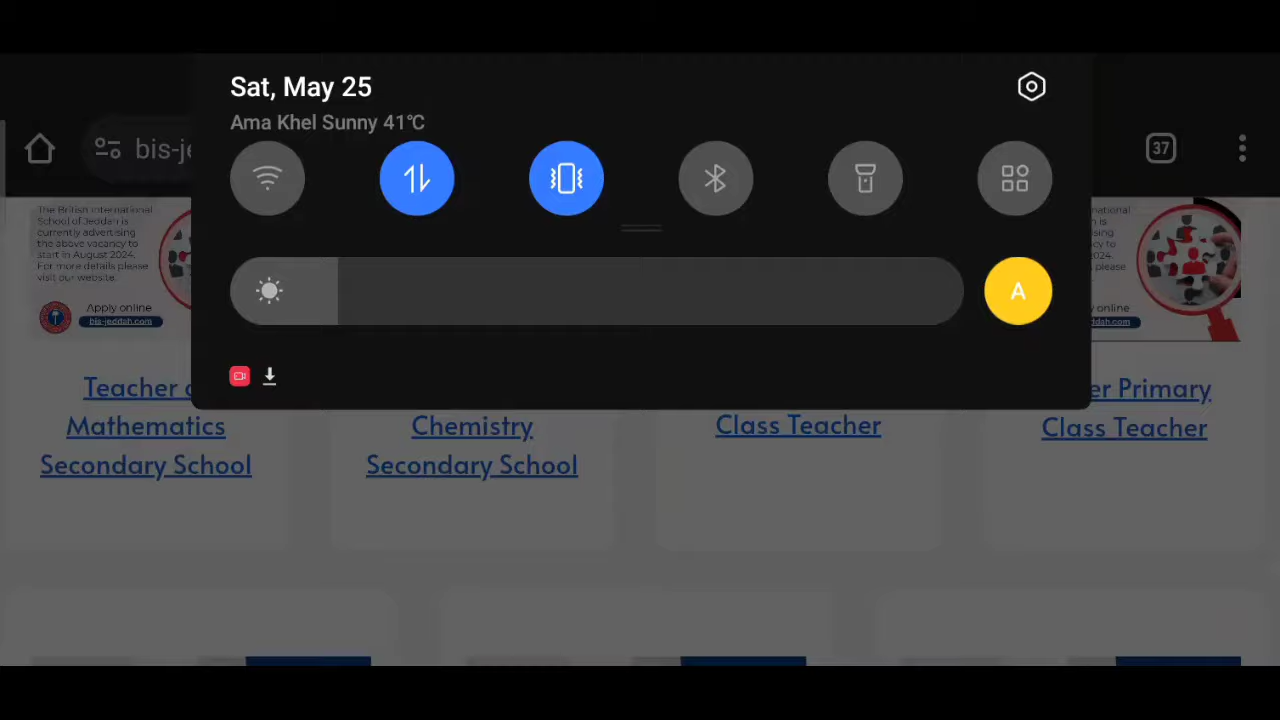 Sat, May 25
Ama Khel Sunny 41°C
bis-je
37
The British International
School of Jeddah is
currently advertising
the above vacancy to
start in August 2024.
For more details please
visit our website.
Apply online
bis-jeddah.com
A
Teacher
Mathematics
Secondary School
Chemistry
Secondary School
Class Teacher
er Primary
Class Teacher